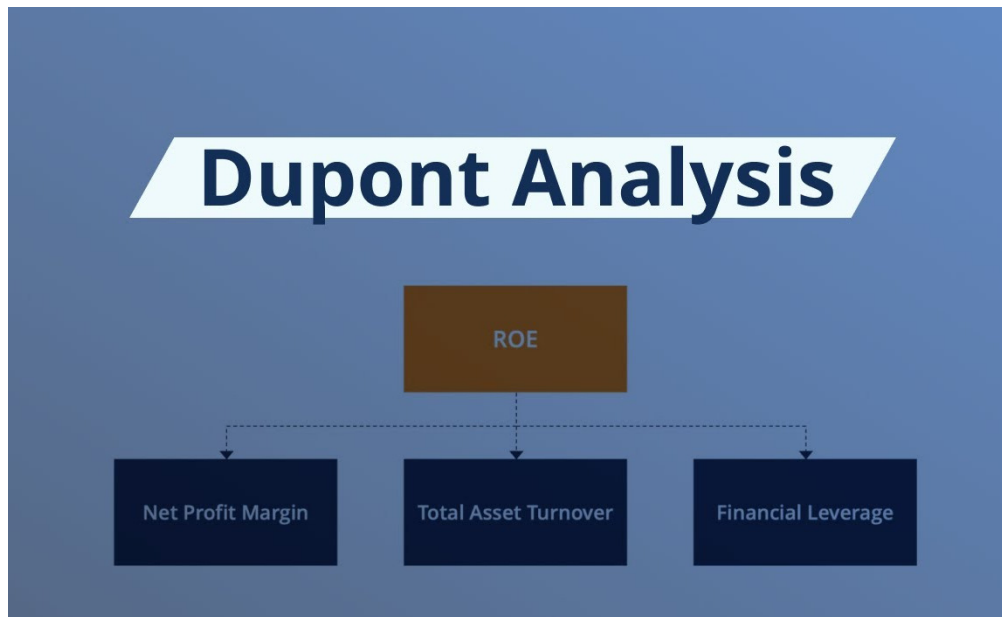 Dupont Analysis
ROE
Net Profit Margin
Total Asset Turnover
Financial Leverage